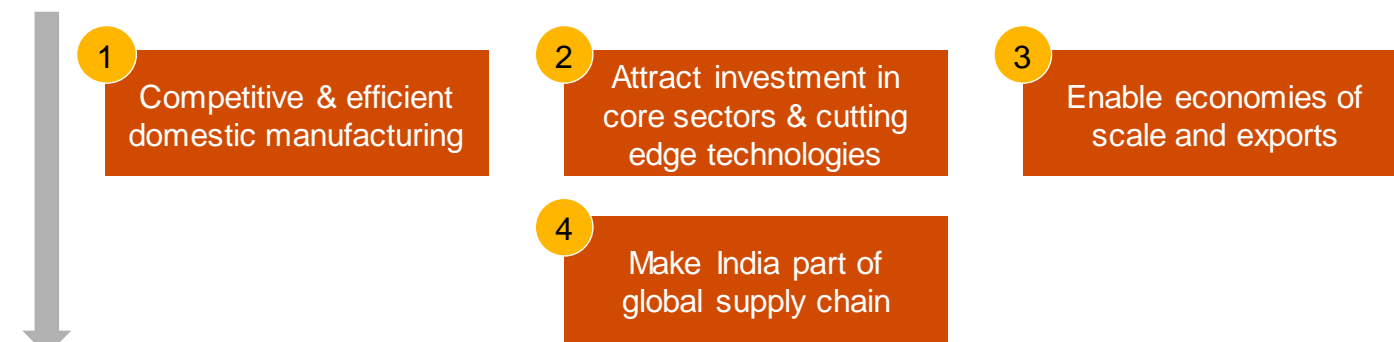 1
Competitive & efficient
domestic manufacturing
2
Attract investment in
core sectors & cutting
edge technologies
3
Enable economies of
scale and exports
4
Make India part of
global supply chain